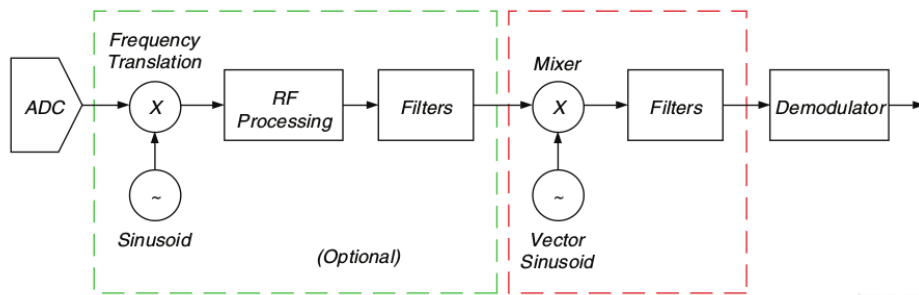 Frequency
Translation
ADC
X
RF
Processing
Filters
~
Sinusoid
(Optional)
Mixer
X
Filters
~
Vector
Sinusoid
Demodulator